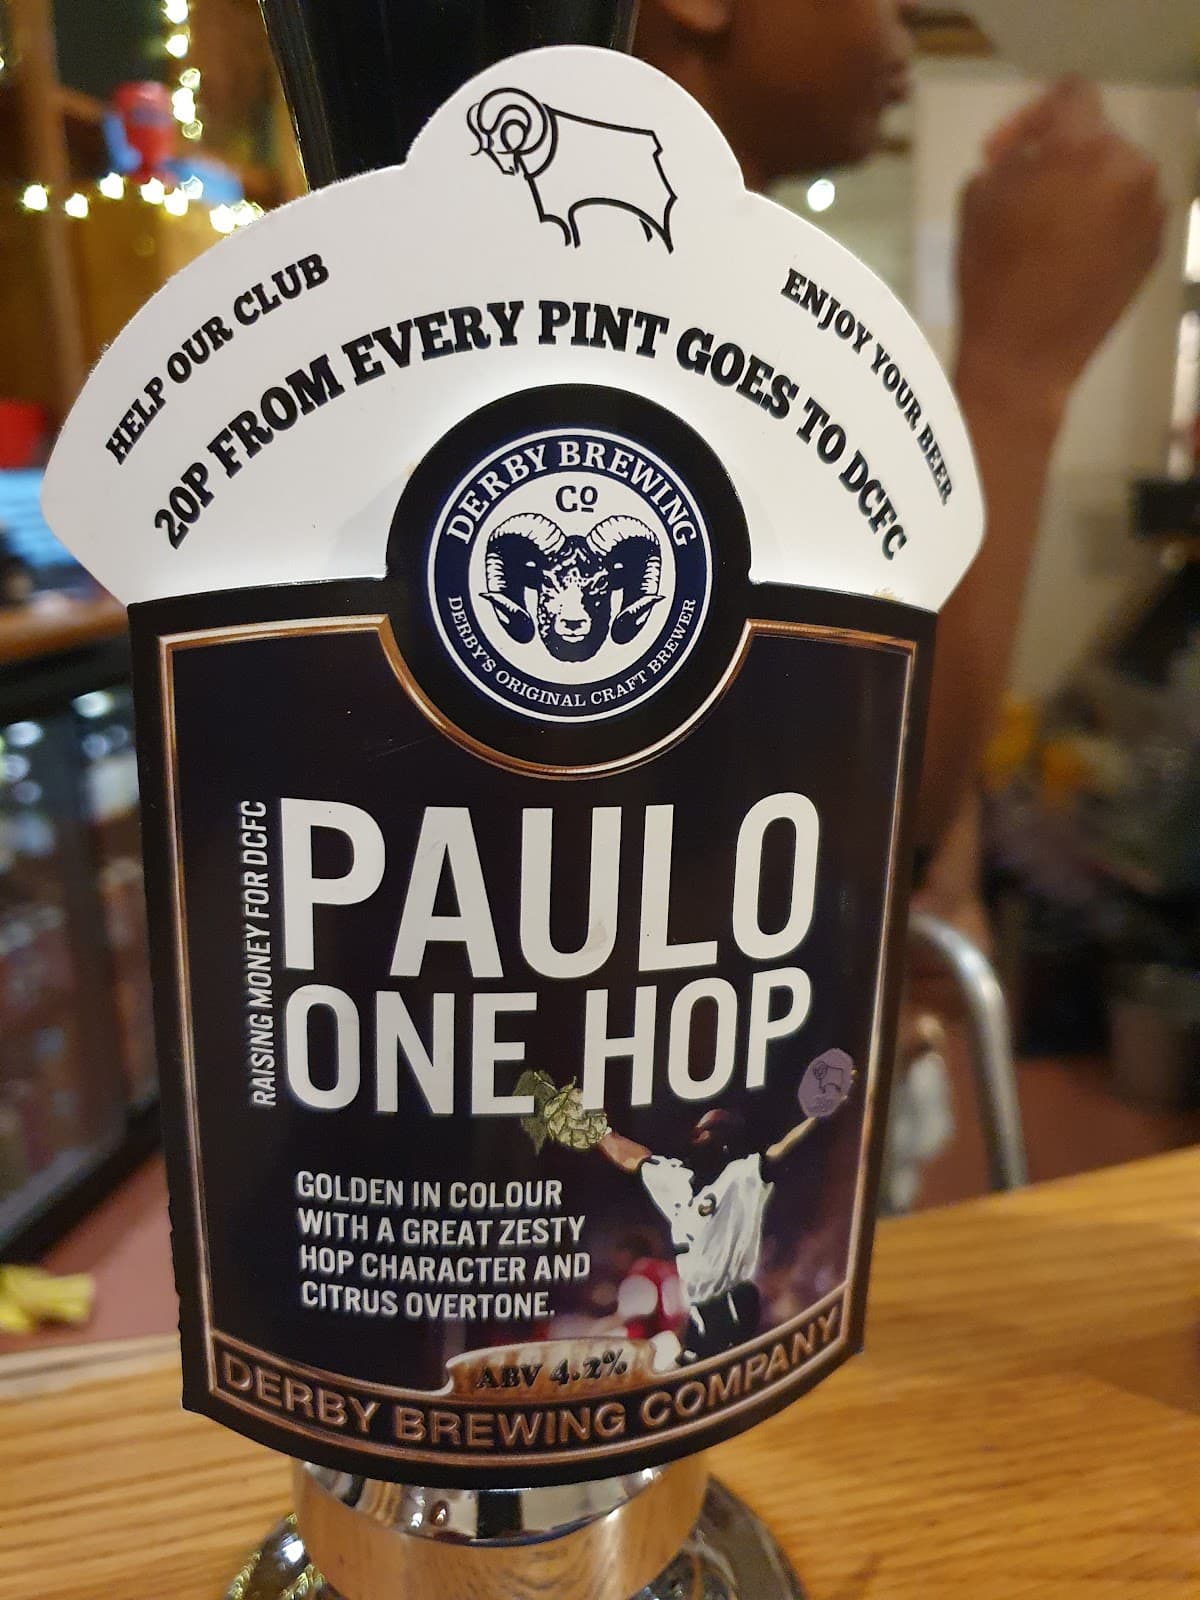 HELP OUR CLUB
ENJOY YOUR BEER
20P FROM EVERY PINT GOES TO DCFC
DERBY BREWING
Co
DERBY'S ORIGINAL CRAFT BREWER
RAISING MONEY FOR DCFC
PAULO
ONE HOP
GOLDEN IN COLOUR
WITH A GREAT ZESTY
HOP CHARACTER AND
CITRUS OVERTONE.
ABV 4.2%
DERBY BREWING COMPANY